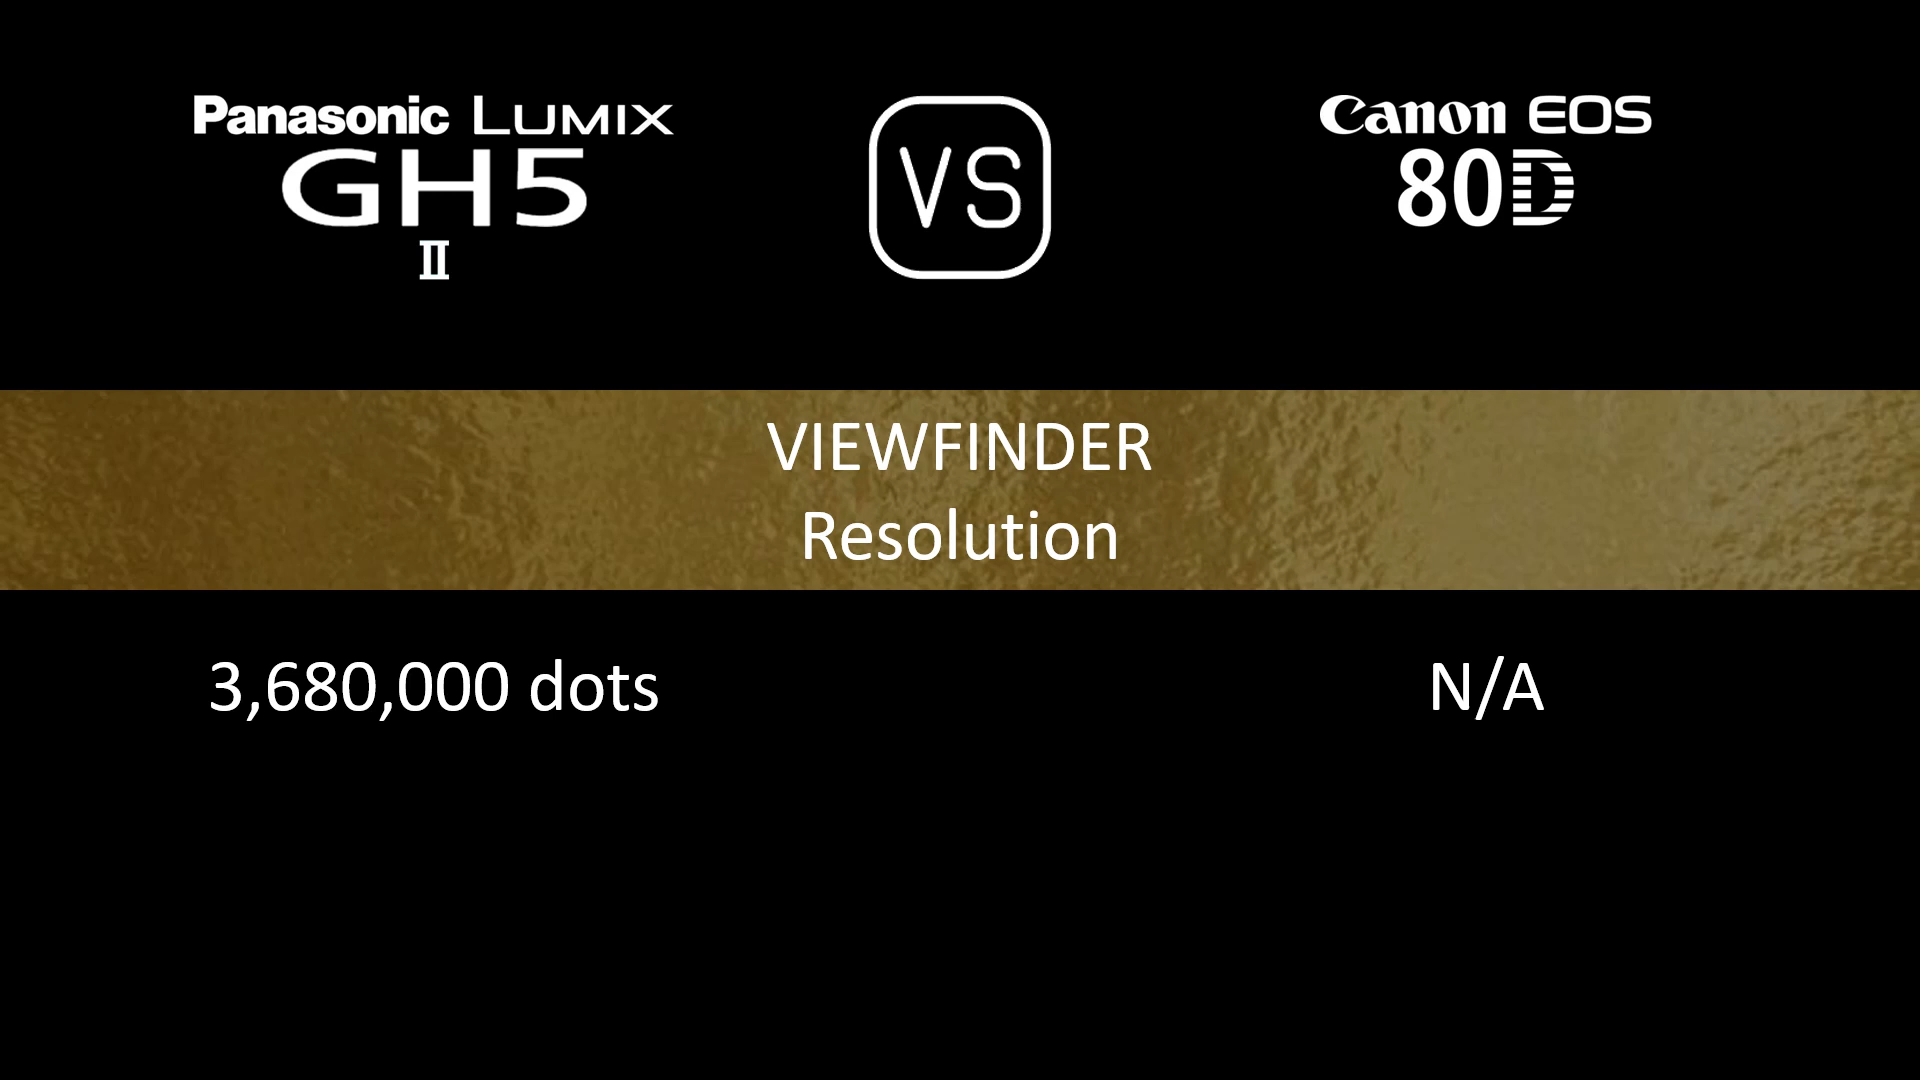 Panasonic LUMIX
GH5
II
VS
Canon EOS
80D
VIEWFINDER
Resolution
3,680,000 dots
N/A